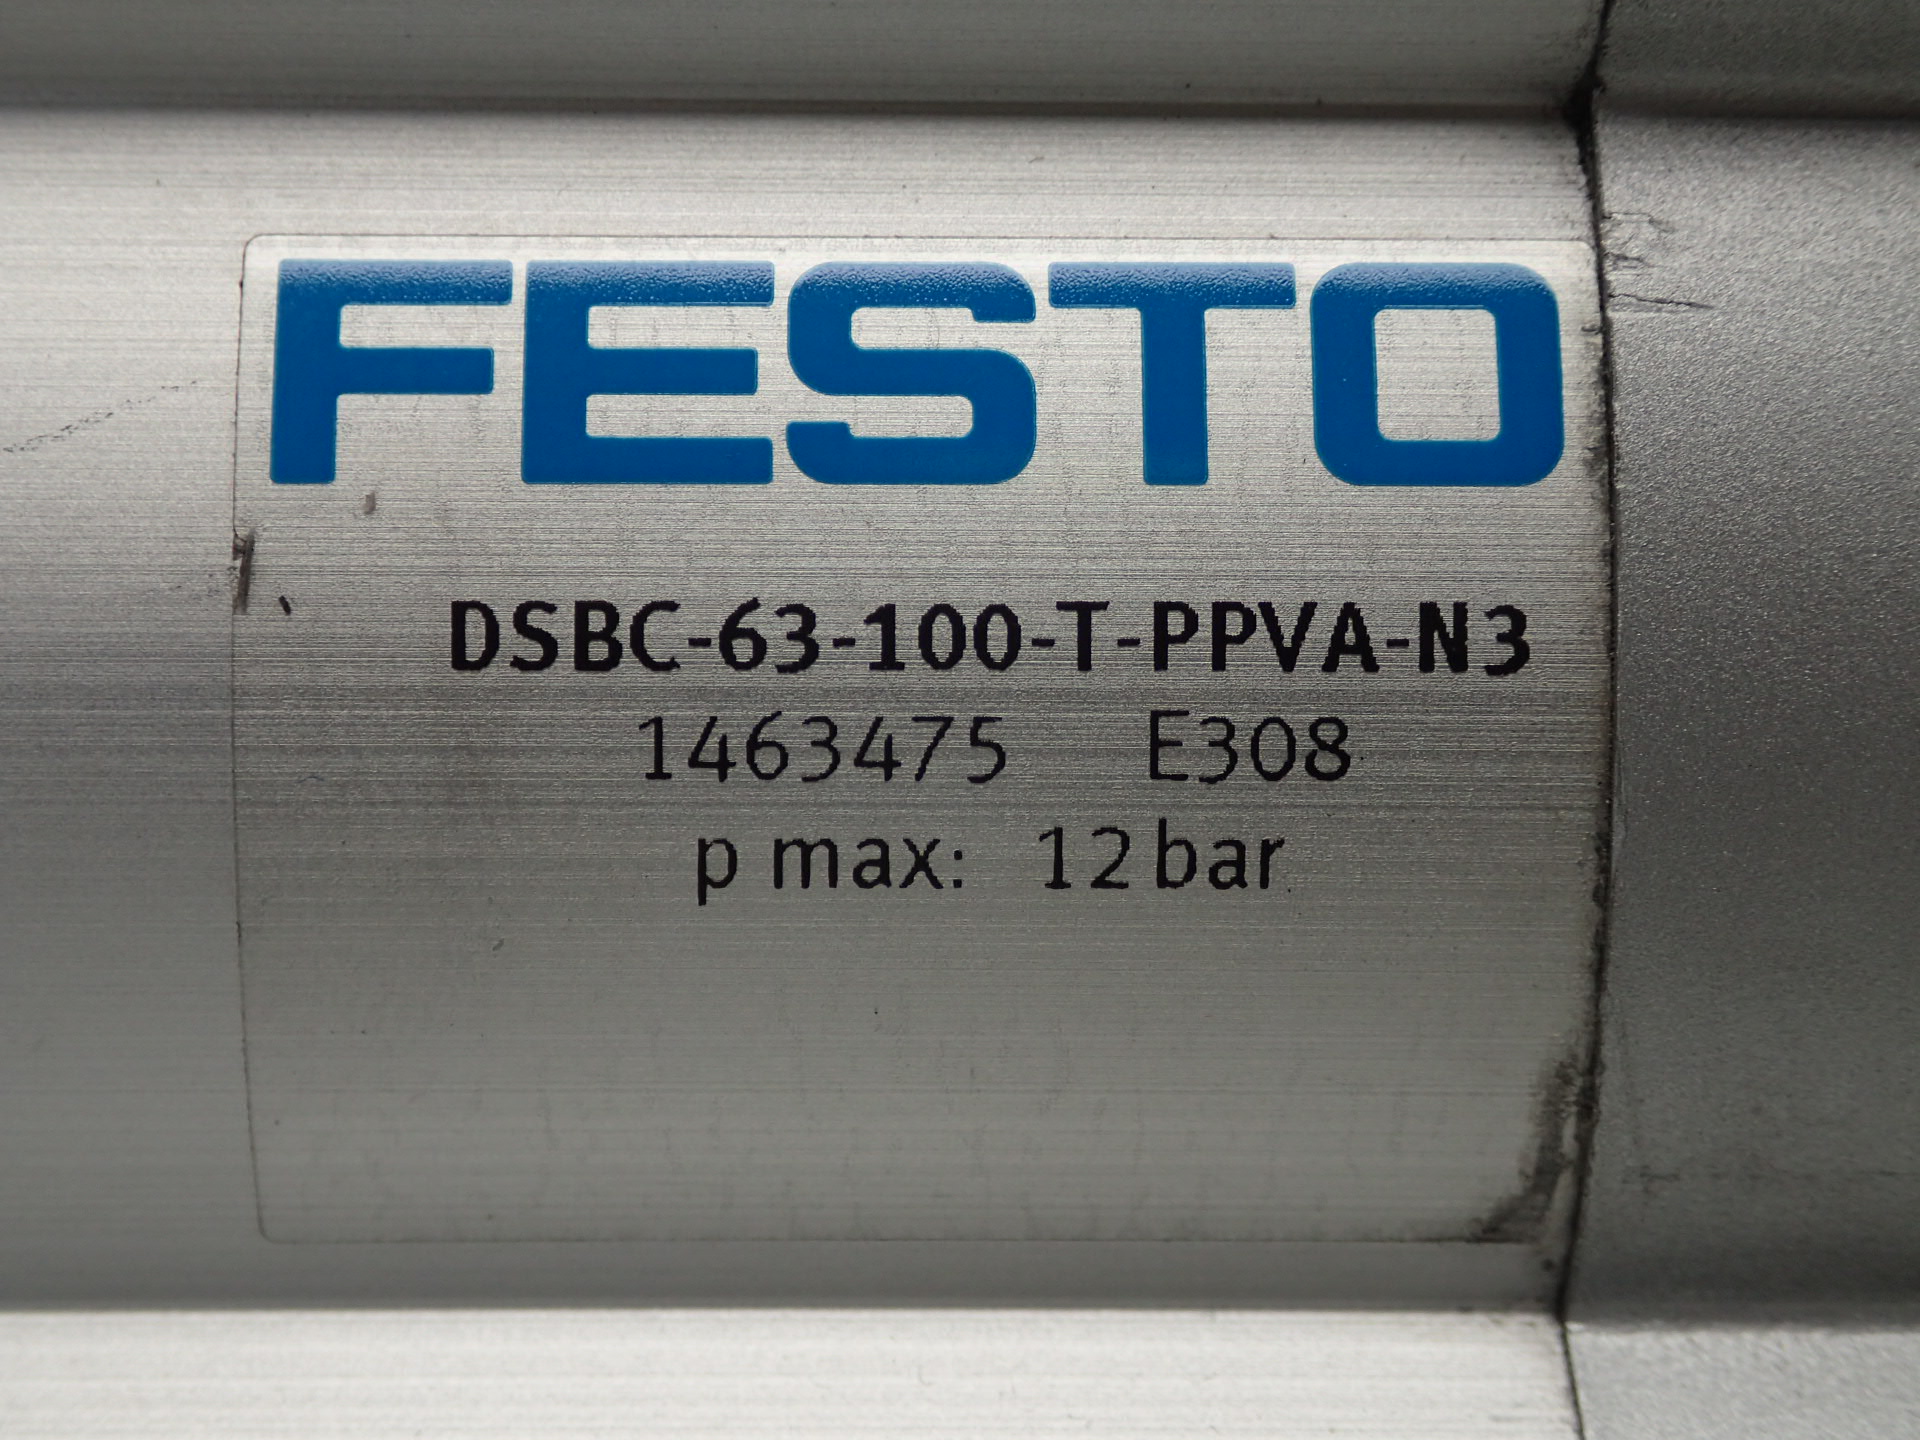 FESTO
DSBC-63-100-T-PPVA-N3
1463475 E308
p max: 12 bar